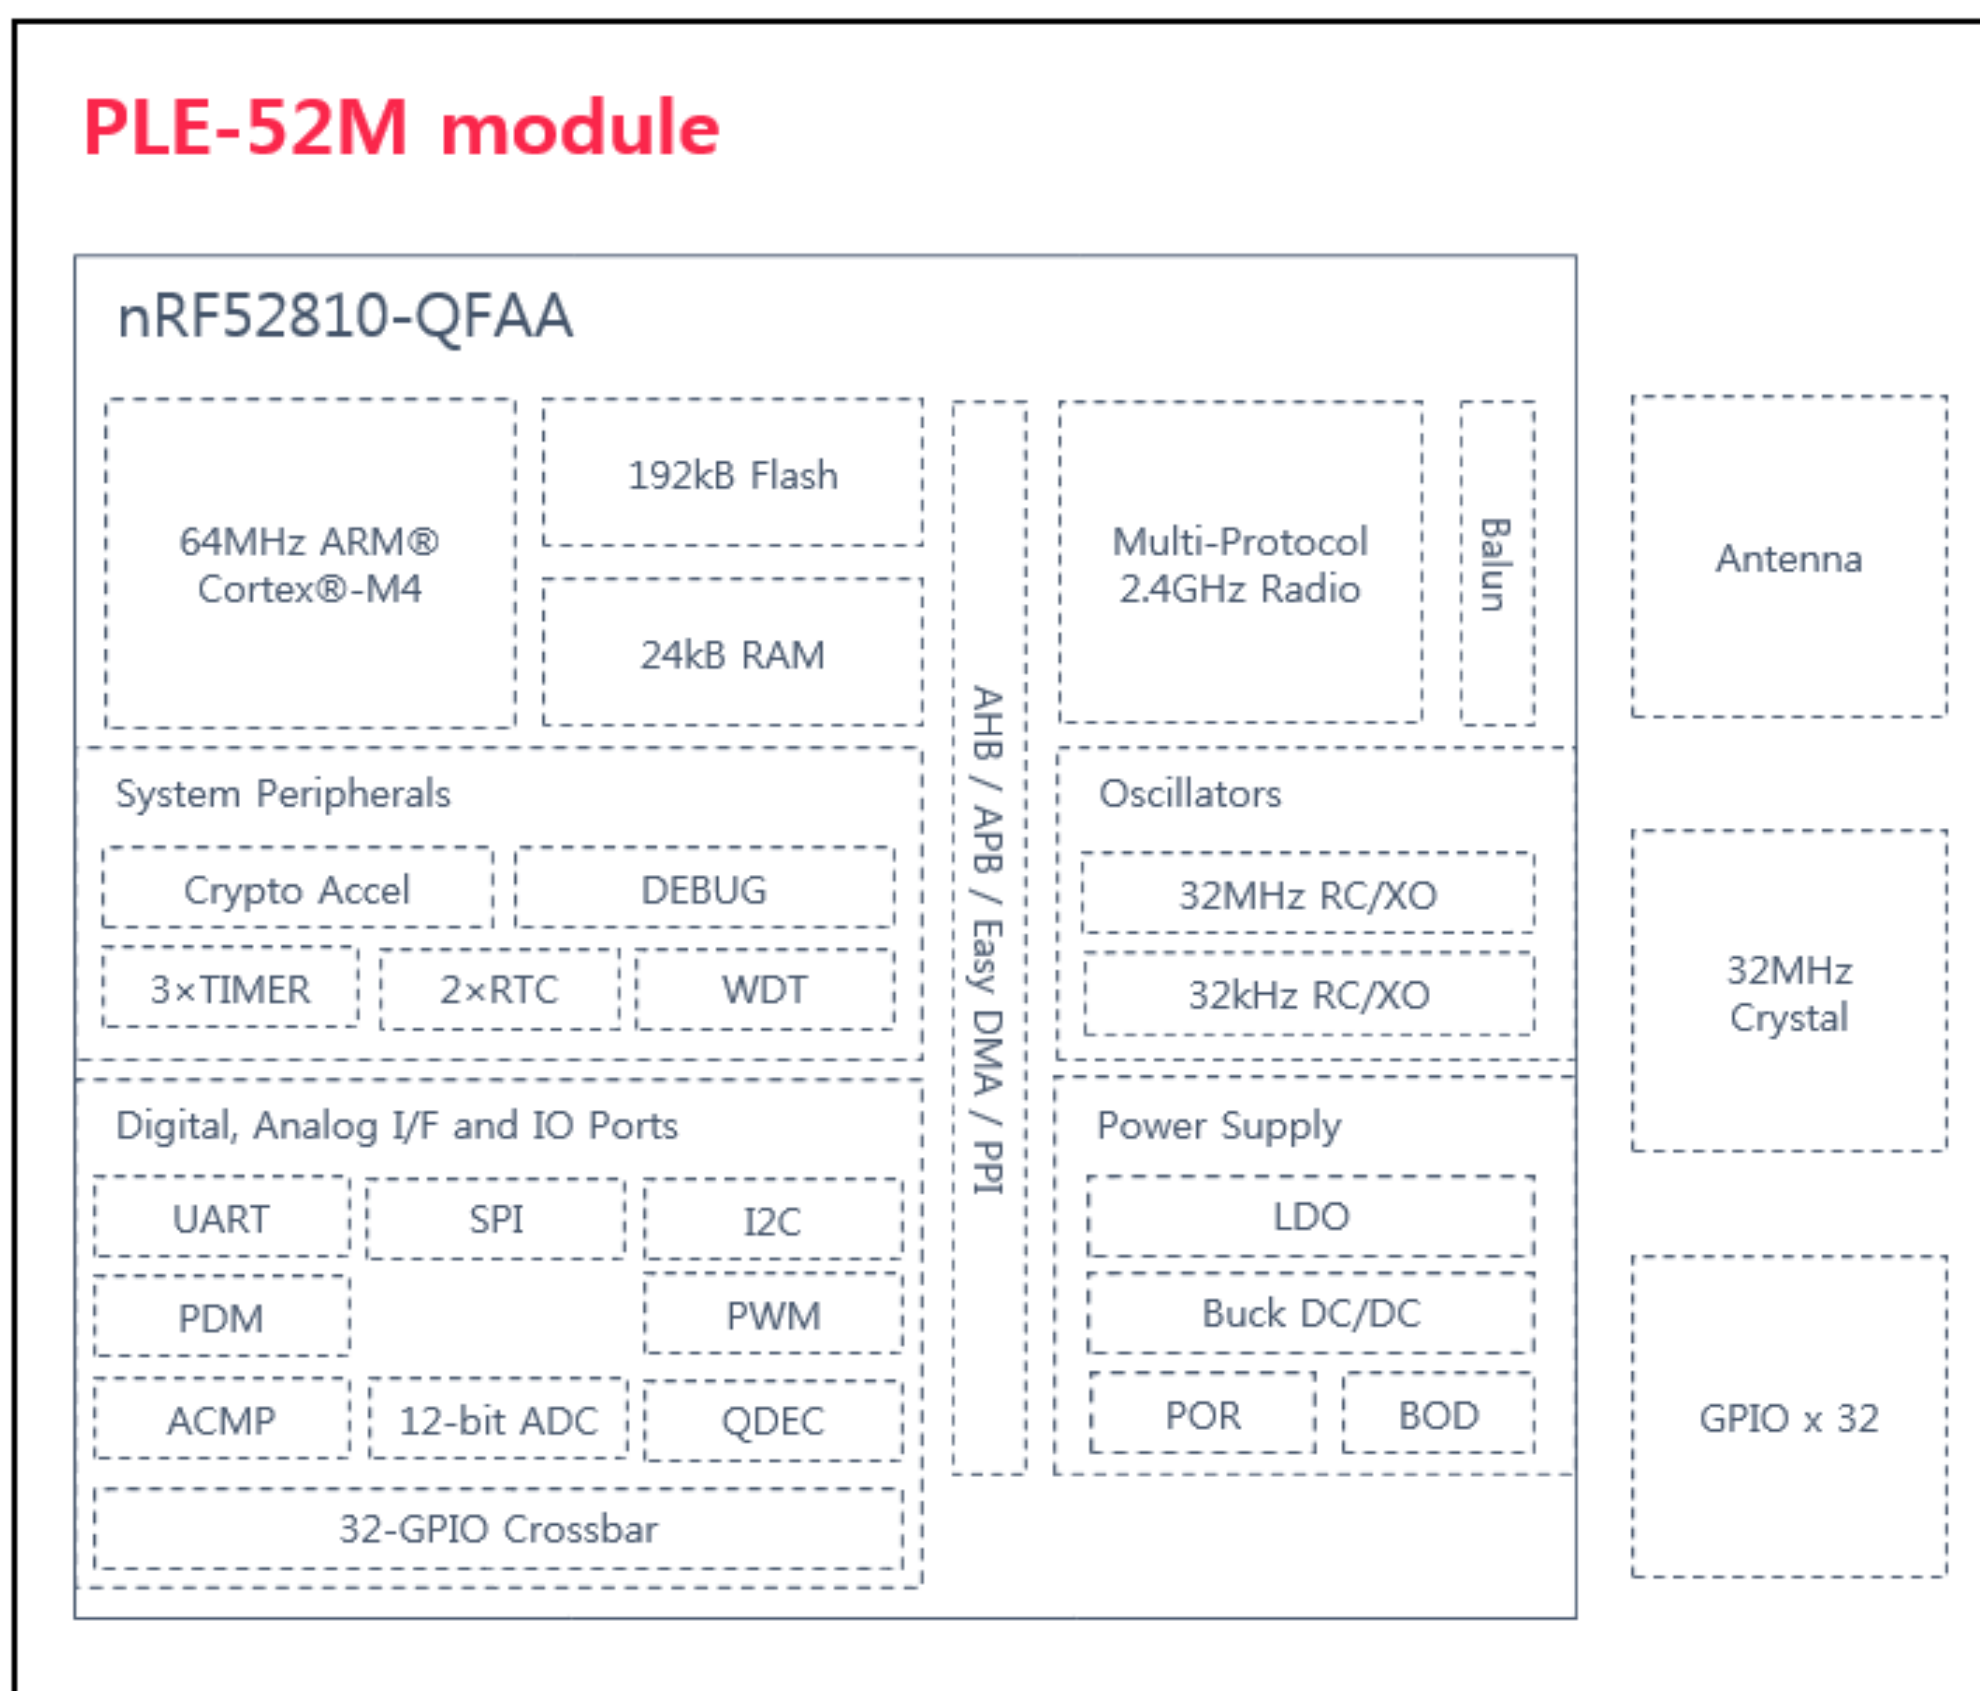 PLE-52M module
nRF52810-QFAA
64MHz ARM®
Cortex®-M4
192kB Flash
24kB RAM
AHB / APB / Easy DMA / PPI
Multi-Protocol
2.4GHz Radio
Balun
Antenna
System Peripherals
Crypto Accel
DEBUG
3×TIMER
2×RTC
WDT
Oscillators
32MHz RC/XO
32kHz RC/XO
32MHz
Crystal
Digital, Analog I/F and IO Ports
UART
SPI
I2C
PDM
PWM
ACMP
12-bit ADC
QDEC
32-GPIO Crossbar
Power Supply
LDO
Buck DC/DC
POR
BOD
GPIO x 32